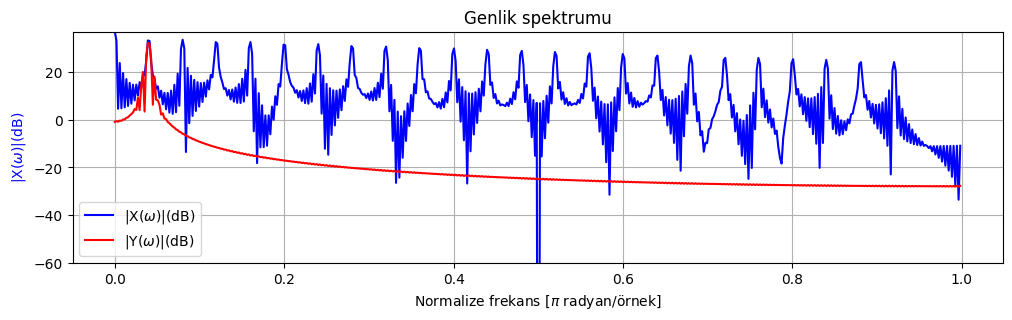 Genlik spektrumu
|X(ω)|(dB)
20
0
−20
−40
−60
|X(ω)|(dB)
|Y(ω)|(dB)
0.0 0.2 0.4 0.6 0.8 1.0
Normalize frekans [π radyan/örnek]